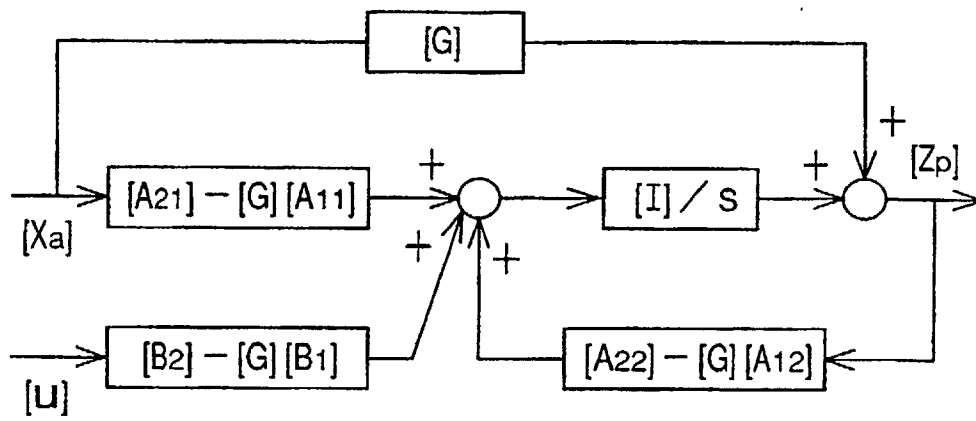 [G]
+
[Zp]
+
+
[A21]－[G][A11]
[I]／S
[Xa]
+
+
[B2]－[G][B1]
[A22]－[G][A12]
[u]